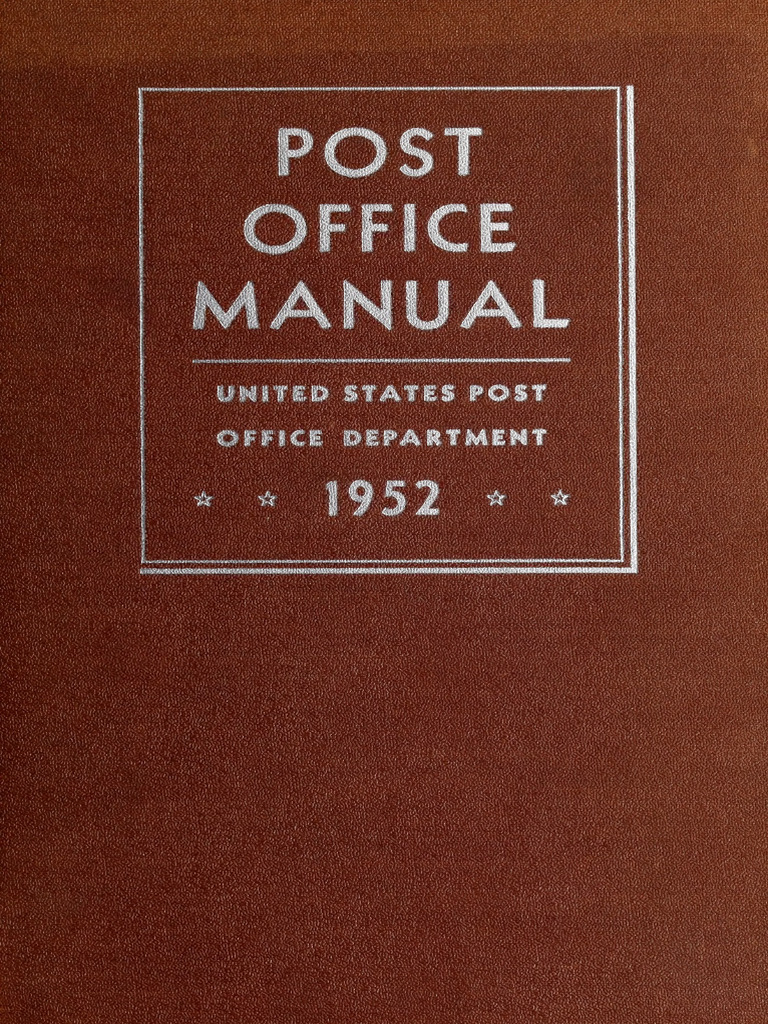 POST
OFFICE
MANUAL
UNITED STATES POST
OFFICE DEPARTMENT
☆ ☆ 1952 ☆ ☆